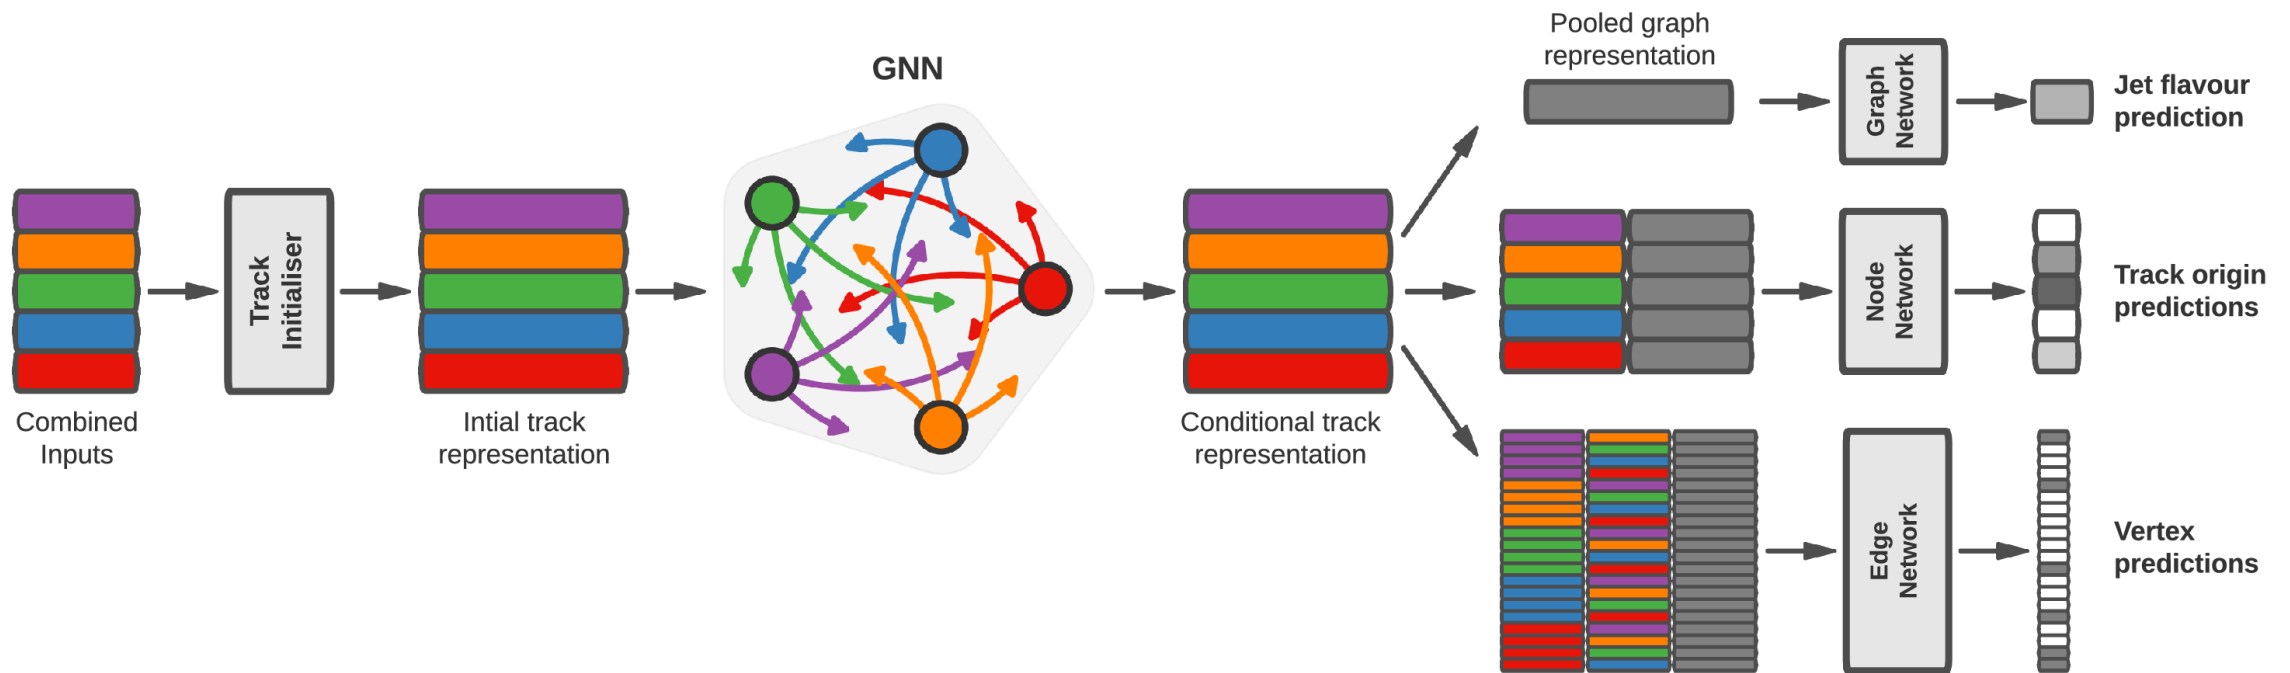 Combined
Inputs
Track
Initialiser
Intial track
representation
GNN
Conditional track
representation
Pooled graph
representation
Graph
Network
Jet flavour
prediction
Node
Network
Track origin
predictions
Edge
Network
Vertex
predictions